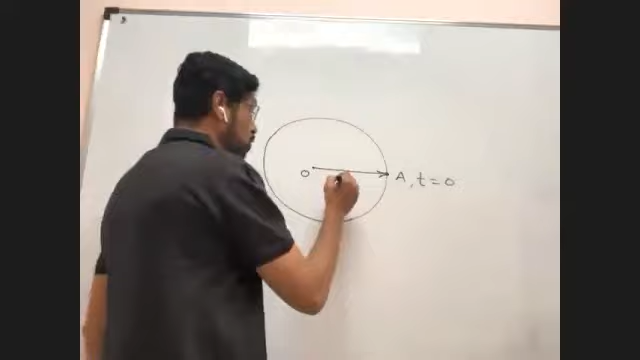 O A, t = 0